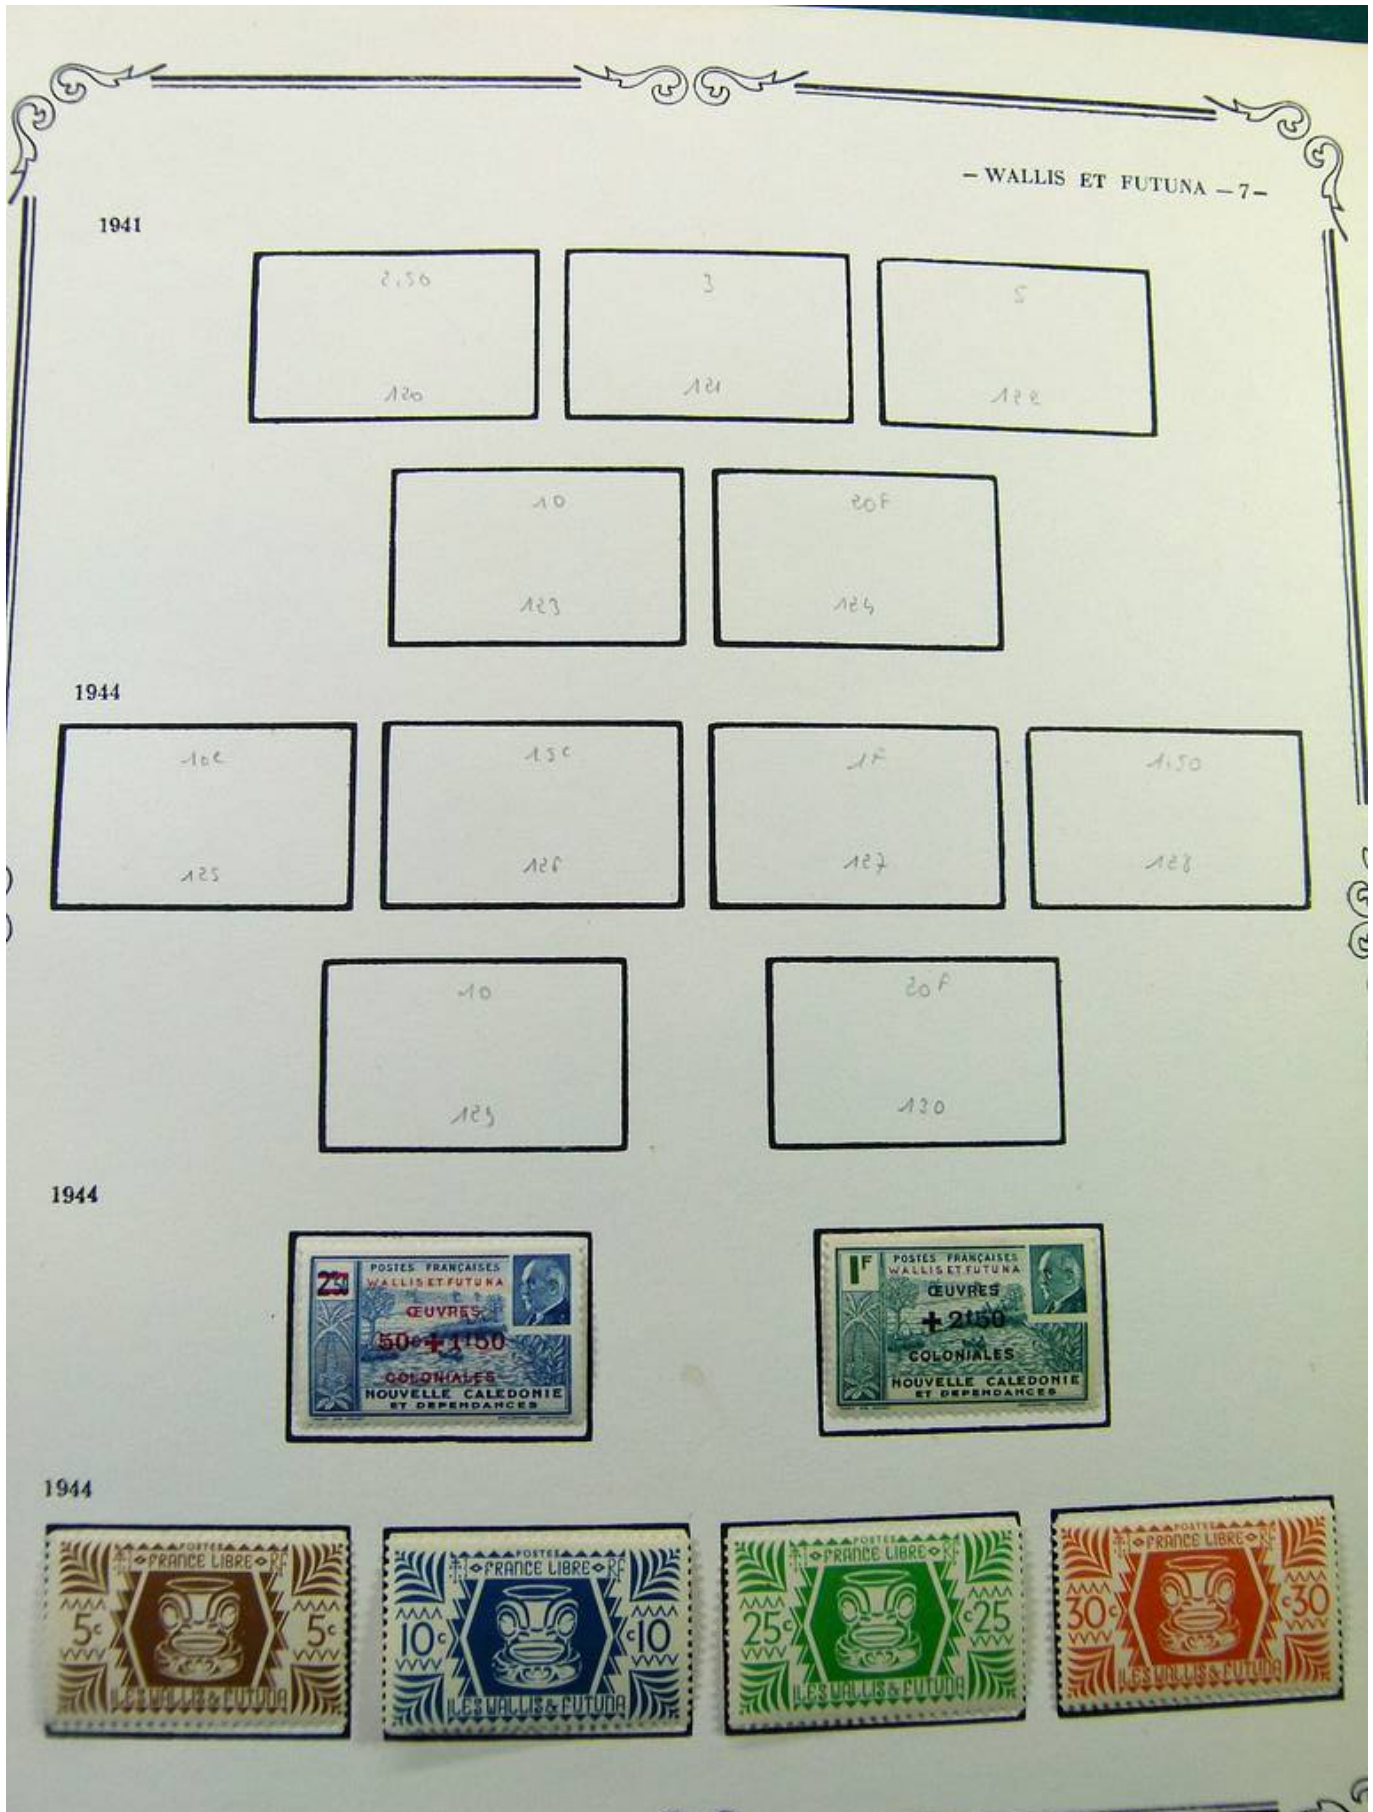 – WALLIS ET FUTUNA – 7 –
1941
2,50 3 5
120 121 122
10 20F
123 124
1944
10c 15c 1F 1,50
125 126 127 128
10 20F
129 130
1944
POSTES FRANÇAISES
WALLIS ET FUTUNA
ŒUVRES
50c + 1f50
COLONIALES
NOUVELLE CALEDONIE
ET DEPENDANCES
1F POSTES FRANÇAISES
WALLIS ET FUTUNA
ŒUVRES
+ 2f50
COLONIALES
NOUVELLE CALEDONIE
ET DEPENDANCES
1944
POSTES
FRANCE LIBRE RF
5c 5c
ILES WALLIS & FUTUNA
POSTES
FRANCE LIBRE RF
10c c10
ILES WALLIS & FUTUNA
POSTES
FRANCE LIBRE RF
25c c25
ILES WALLIS & FUTUNA
POSTES
FRANCE LIBRE RF
30c c30
ILES WALLIS & FUTUNA